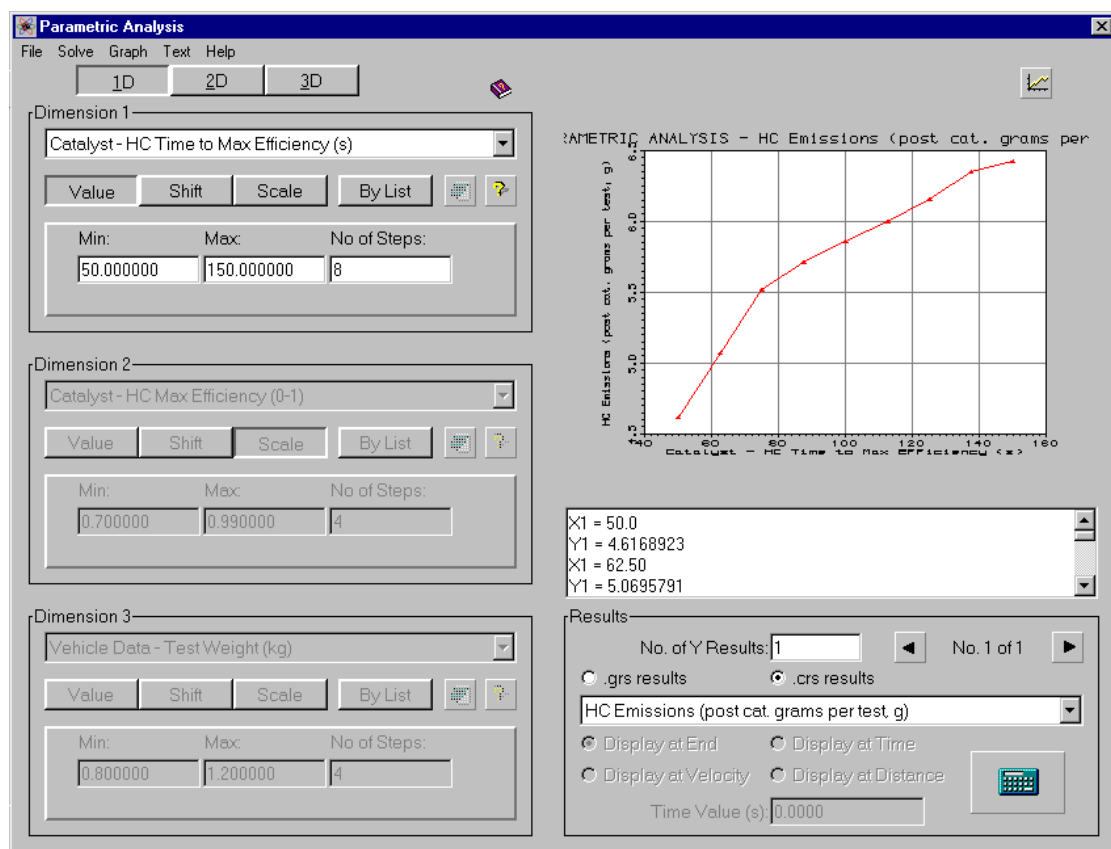 Parametric Analysis
File Solve Graph Text Help
1D 2D 3D
Dimension 1
Catalyst - HC Time to Max Efficiency (s)
Value Shift Scale By List
Min: Max: No of Steps:
50.000000 150.000000 8
Dimension 2
Catalyst - HC Max Efficiency (0-1)
Value Shift Scale By List
Min: Max: No of Steps:
0.700000 0.990000 4
Dimension 3
Vehicle Data - Test Weight (kg)
Value Shift Scale By List
Min: Max: No of Steps:
0.800000 1.200000 4
RAMETRIC ANALYSIS - HC Emissions (post cat. grams per
HC Emissions (post cat. grams per test, g)
6.5
6.0
5.5
5.0
4.5
40 60 80 100 120 140 160
Catalyst - HC Time to Max Efficiency (s)
X1 = 50.0
Y1 = 4.6168923
X1 = 62.50
Y1 = 5.0695791
Results
No. of Y Results: 1 No. 1 of 1
.grs results .crs results
HC Emissions (post cat. grams per test, g)
Display at End Display at Time
Display at Velocity Display at Distance
Time Value (s): 0.0000